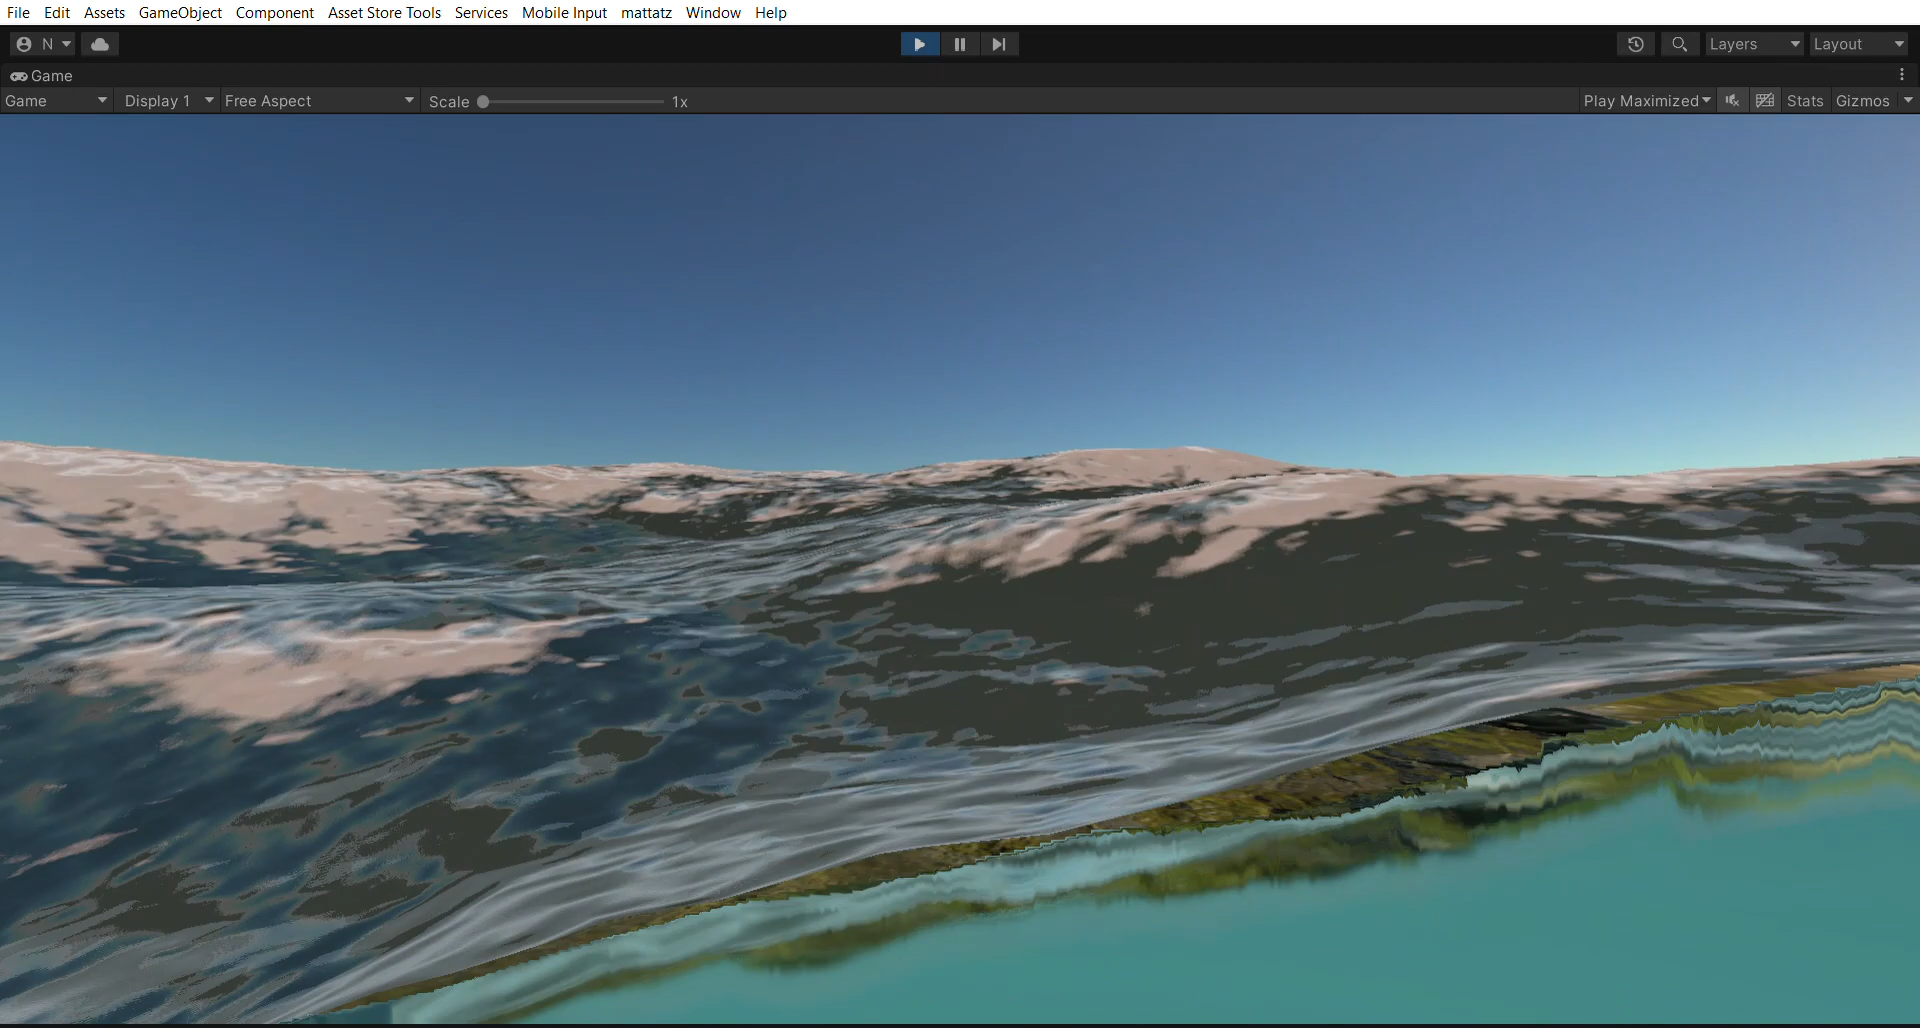 File Edit Assets GameObject Component Asset Store Tools Services Mobile Input mattatz Window Help
N Layers Layout
Game
Game Display 1 Free Aspect Scale 1x Play Maximized Stats Gizmos